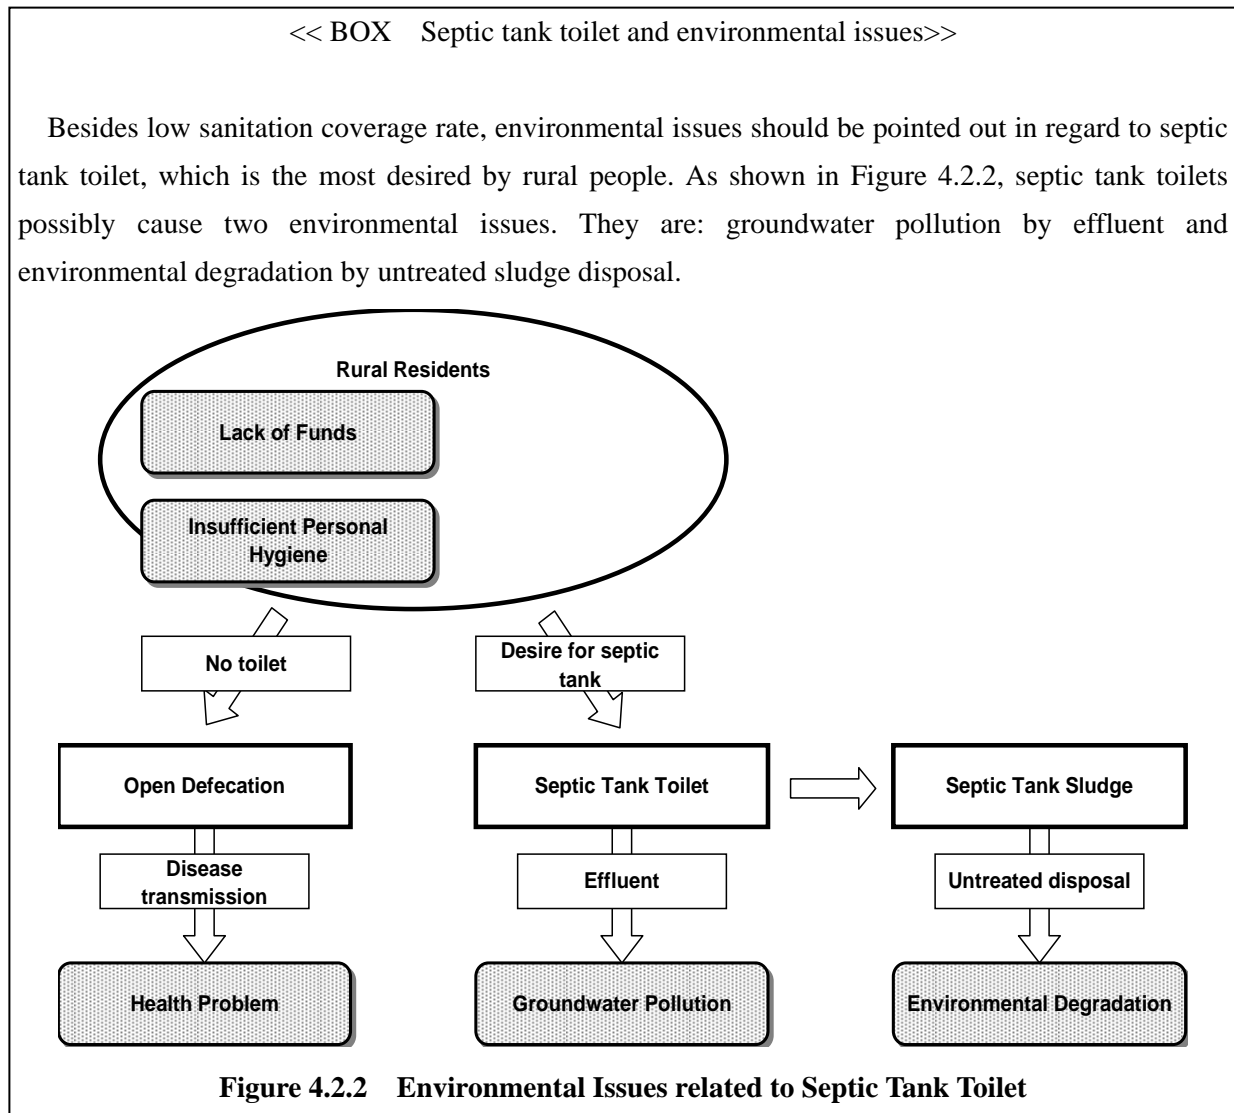 << BOX    Septic tank toilet and environmental issues>>
Besides low sanitation coverage rate, environmental issues should be pointed out in regard to septic
tank toilet, which is the most desired by rural people. As shown in Figure 4.2.2, septic tank toilets
possibly cause two environmental issues. They are: groundwater pollution by effluent and
environmental degradation by untreated sludge disposal.
Rural Residents
Lack of Funds
Insufficient Personal
Hygiene
No toilet
Desire for septic
tank
Open Defecation
Septic Tank Toilet
Septic Tank Sludge
Disease
transmission
Effluent
Untreated disposal
Health Problem
Groundwater Pollution
Environmental Degradation
Figure 4.2.2    Environmental Issues related to Septic Tank Toilet